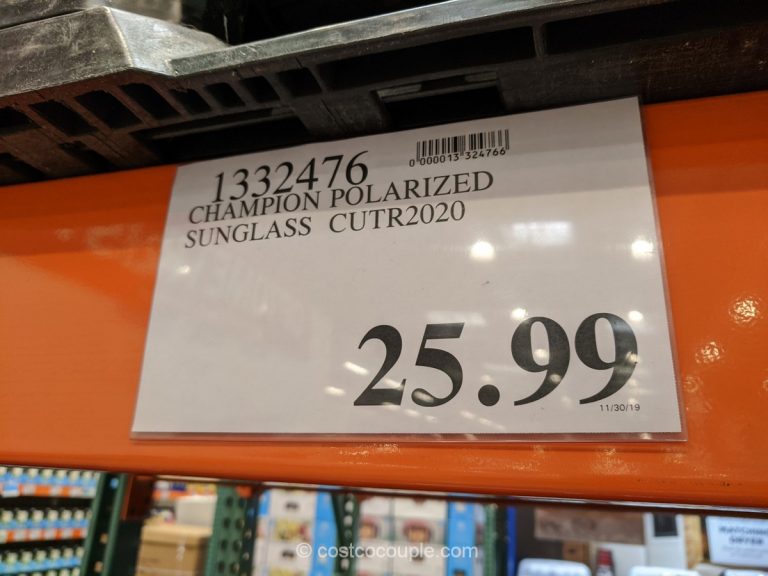 1332476
0 000013 324766
CHAMPION POLARIZED
SUNGLASS CUTR2020
25.99
11/30/19
© costcocouple.com